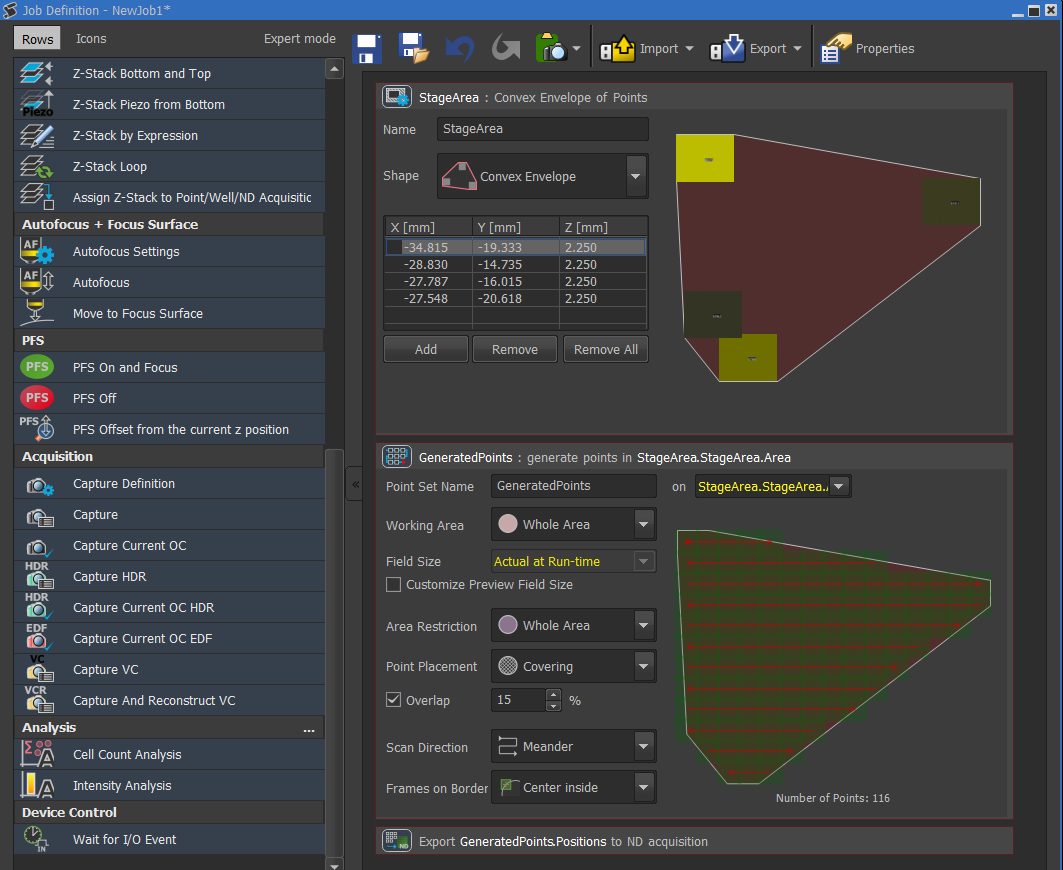 Job Definition - NewJob1*
Rows Icons Expert mode
Import Export Properties
Z-Stack Bottom and Top
Piezo Z-Stack Piezo from Bottom
Z-Stack by Expression
Z-Stack Loop
Assign Z-Stack to Point/Well/ND Acquisitic
Autofocus + Focus Surface
AF Autofocus Settings
AF Autofocus
Move to Focus Surface
PFS
PFS PFS On and Focus
PFS PFS Off
PFS PFS Offset from the current z position
Acquisition
Capture Definition
Capture
Capture Current OC
HDR Capture HDR
HDR Capture Current OC HDR
EDF Capture Current OC EDF
VC Capture VC
VCR Capture And Reconstruct VC
Analysis ...
Cell Count Analysis
Intensity Analysis
Device Control
IN Wait for I/O Event
«
StageArea : Convex Envelope of Points
Name StageArea
Shape Convex Envelope
X [mm] Y [mm] Z [mm]
-34.815 -19.333 2.250
-28.830 -14.735 2.250
-27.787 -16.015 2.250
-27.548 -20.618 2.250
Add Remove Remove All
GeneratedPoints : generate points in StageArea.StageArea.Area
Point Set Name GeneratedPoints on StageArea.StageArea.
Working Area Whole Area
Field Size Actual at Run-time
Customize Preview Field Size
Area Restriction Whole Area
Point Placement Covering
Overlap 15 %
Scan Direction Meander
Frames on Border Center inside
Number of Points: 116
ND Export GeneratedPoints.Positions to ND acquisition